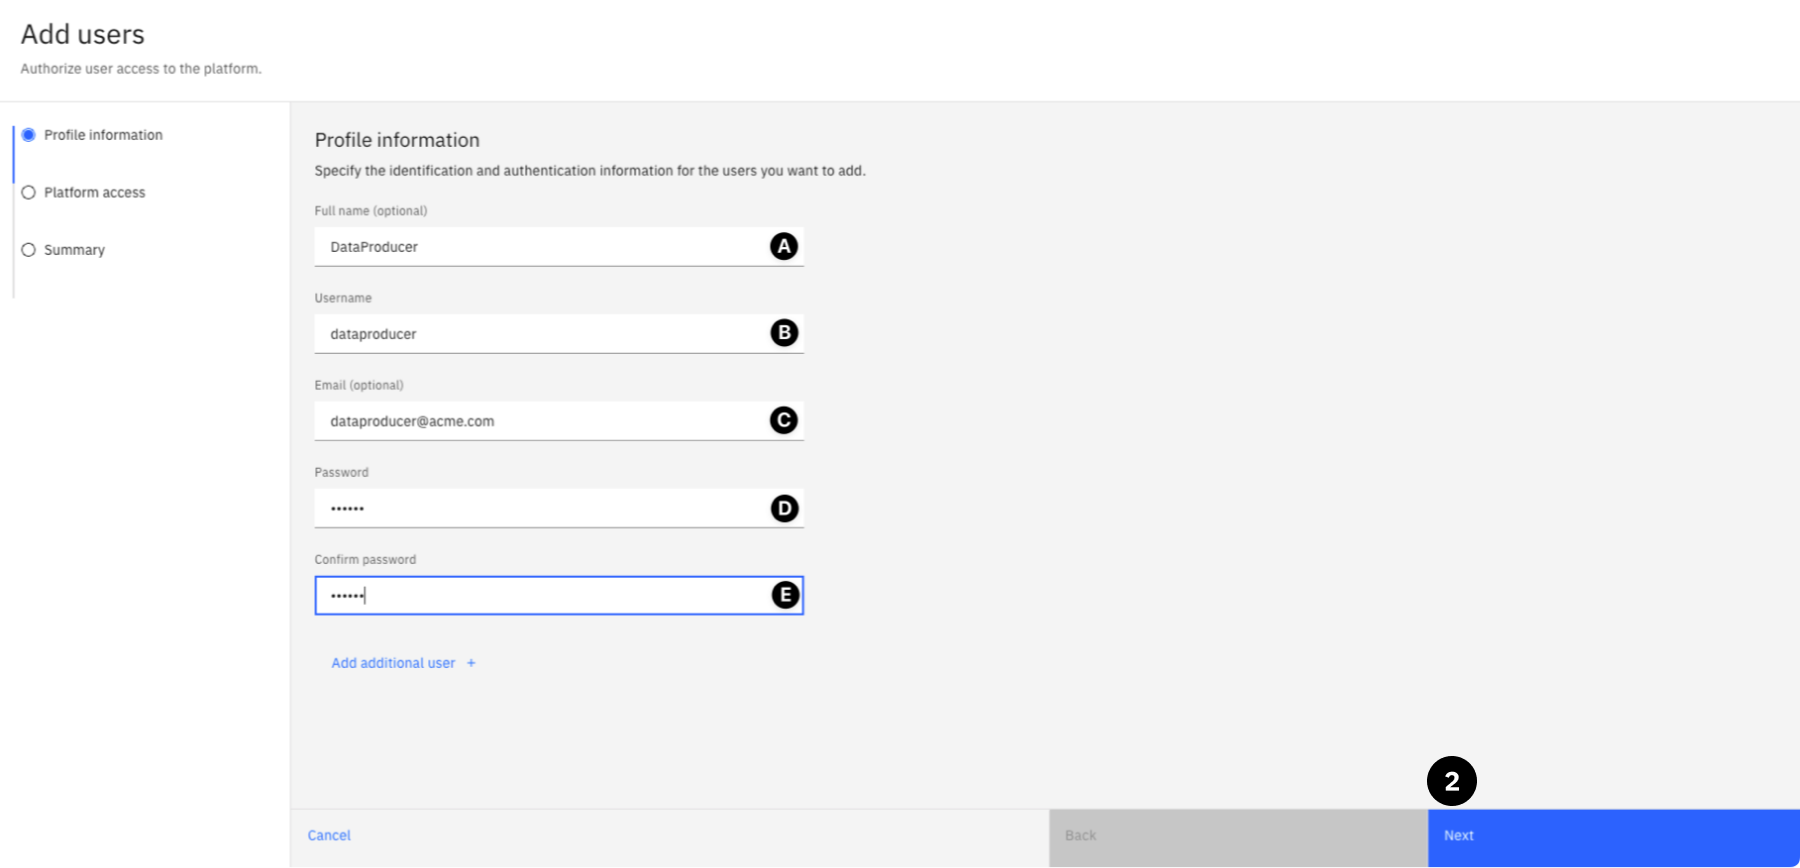 Add users
Authorize user access to the platform.
Profile information
Platform access
Summary
Profile information
Specify the identification and authentication information for the users you want to add.
Full name (optional)
DataProducer A
Username
dataproducer B
Email (optional)
dataproducer@acme.com C
Password
•••••• D
Confirm password
•••••• E
Add additional user +
2
Cancel Back Next